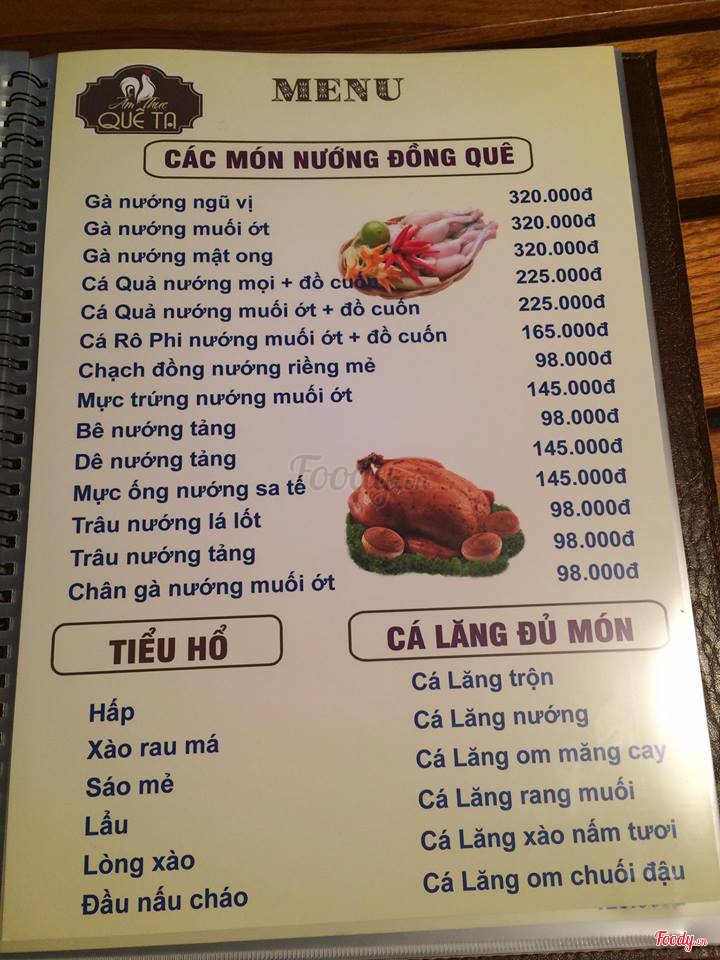 Ẩm Thực
QUÊ TA
MENU
CÁC MÓN NƯỚNG ĐỒNG QUÊ
Gà nướng ngũ vị 320.000đ
Gà nướng muối ớt 320.000đ
Gà nướng mật ong 320.000đ
Cá Quả nướng mọi + đồ cuốn 225.000đ
Cá Quả nướng muối ớt + đồ cuốn 225.000đ
Cá Rô Phi nướng muối ớt + đồ cuốn 165.000đ
Chạch đồng nướng riềng mẻ 98.000đ
Mực trứng nướng muối ớt 145.000đ
Bê nướng tảng 98.000đ
Dê nướng tảng 145.000đ
Mực ống nướng sa tế 145.000đ
Trâu nướng lá lốt 98.000đ
Trâu nướng tảng 98.000đ
Chân gà nướng muối ớt 98.000đ
Foody.vn
TIỂU HỔ
Hấp
Xào rau má
Sáo mẻ
Lẩu
Lòng xào
Đầu nấu cháo
CÁ LĂNG ĐỦ MÓN
Cá Lăng trộn
Cá Lăng nướng
Cá Lăng om măng cay
Cá Lăng rang muối
Cá Lăng xào nấm tươi
Cá Lăng om chuối đậu
Foody.vn